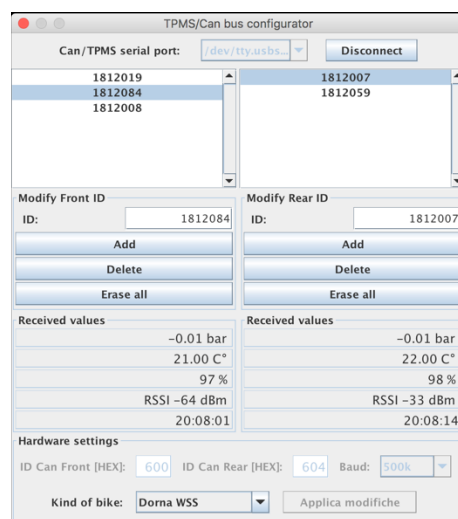 TPMS/Can bus configurator
Can/TPMS serial port: /dev/tty.usbs... Disconnect
1812019
1812084
1812008
1812007
1812059
Modify Front ID
ID: 1812084
Add
Delete
Erase all
Modify Rear ID
ID: 1812007
Add
Delete
Erase all
Received values
-0.01 bar
21.00 C°
97 %
RSSI -64 dBm
20:08:01
Received values
-0.01 bar
22.00 C°
98 %
RSSI -33 dBm
20:08:14
Hardware settings
ID Can Front [HEX]: 600 ID Can Rear [HEX]: 604 Baud: 500k
Kind of bike: Dorna WSS Applica modifiche